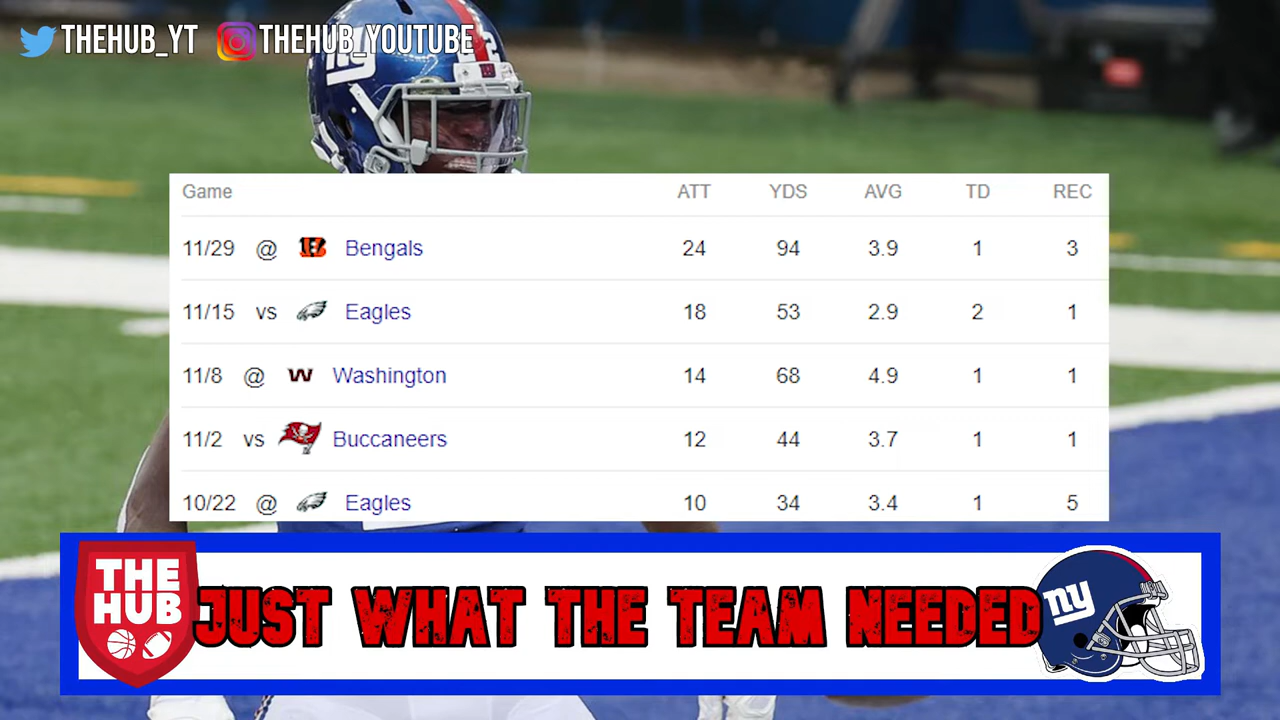 THEHUB_YT THEHUB_YOUTUBE
ny
Game ATT YDS AVG TD REC
11/29 @ Bengals 24 94 3.9 1 3
11/15 vs Eagles 18 53 2.9 2 1
11/8 @ W Washington 14 68 4.9 1 1
11/2 vs Buccaneers 12 44 3.7 1 1
10/22 @ Eagles 10 34 3.4 1 5
THE
HUB
JUST WHAT THE TEAM NEEDED
ny